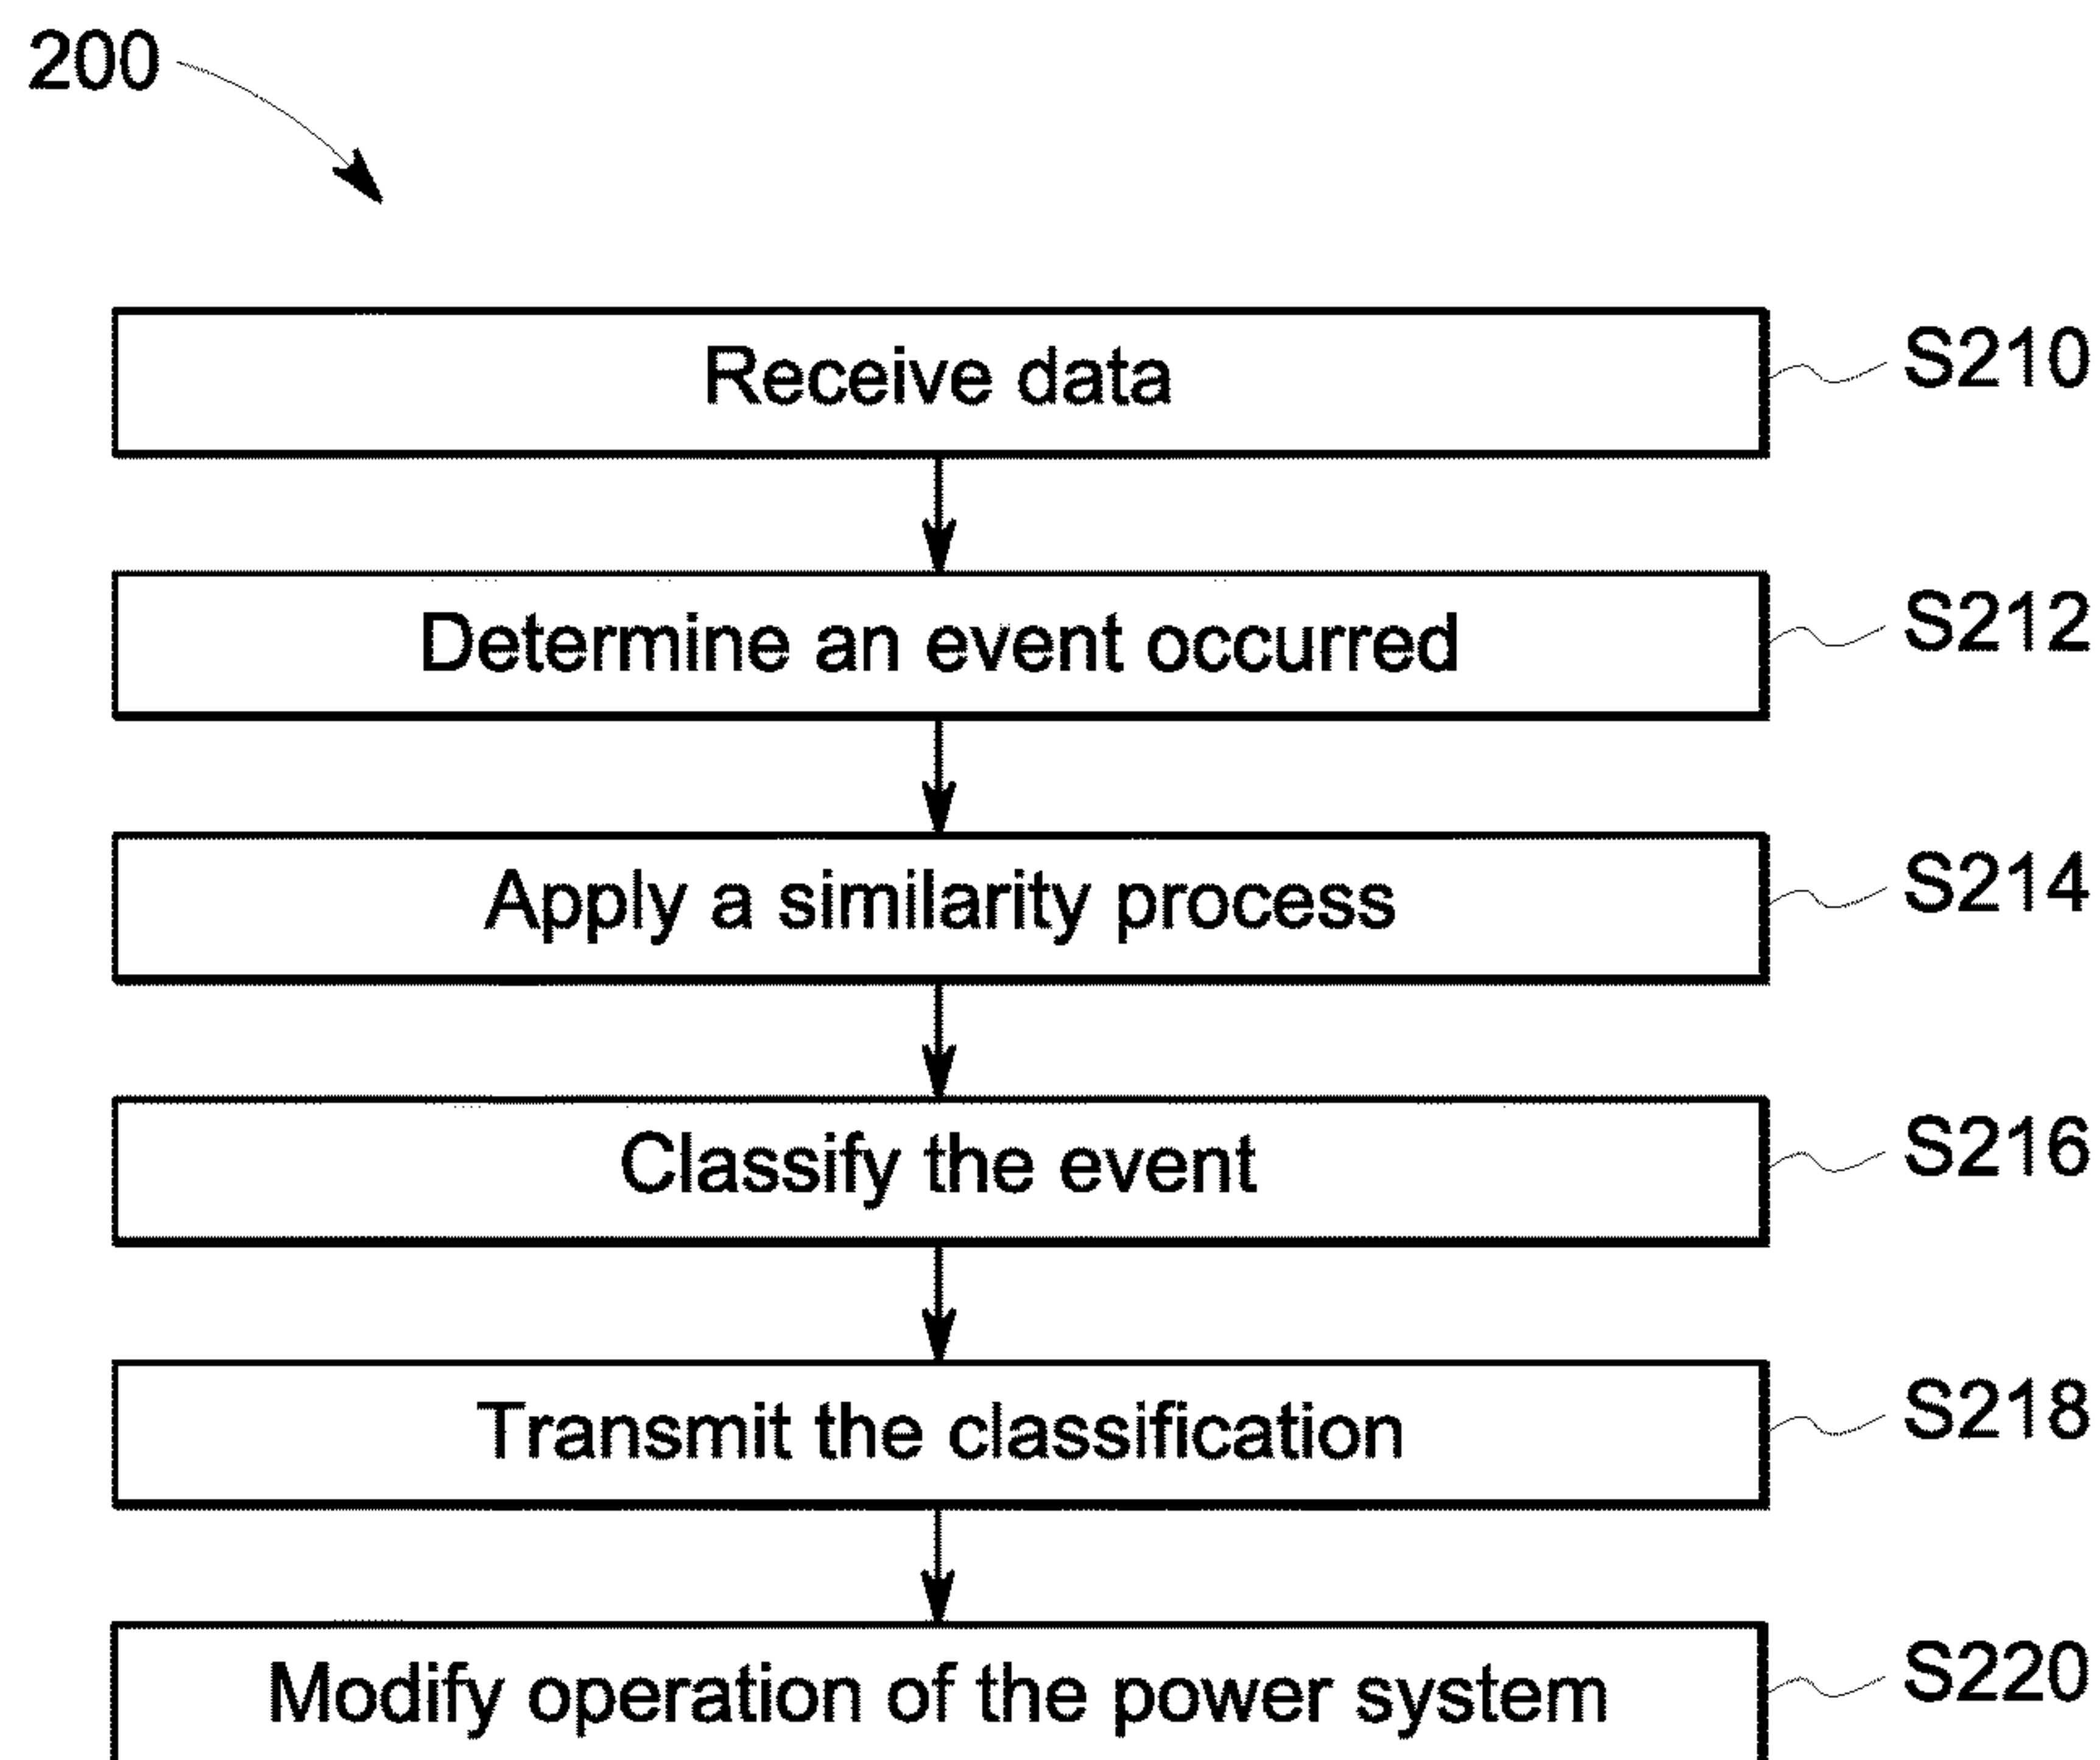 200
Receive data
S210
Determine an event occurred
S212
Apply a similarity process
S214
Classify the event
S216
Transmit the classification
S218
Modify operation of the power system
S220